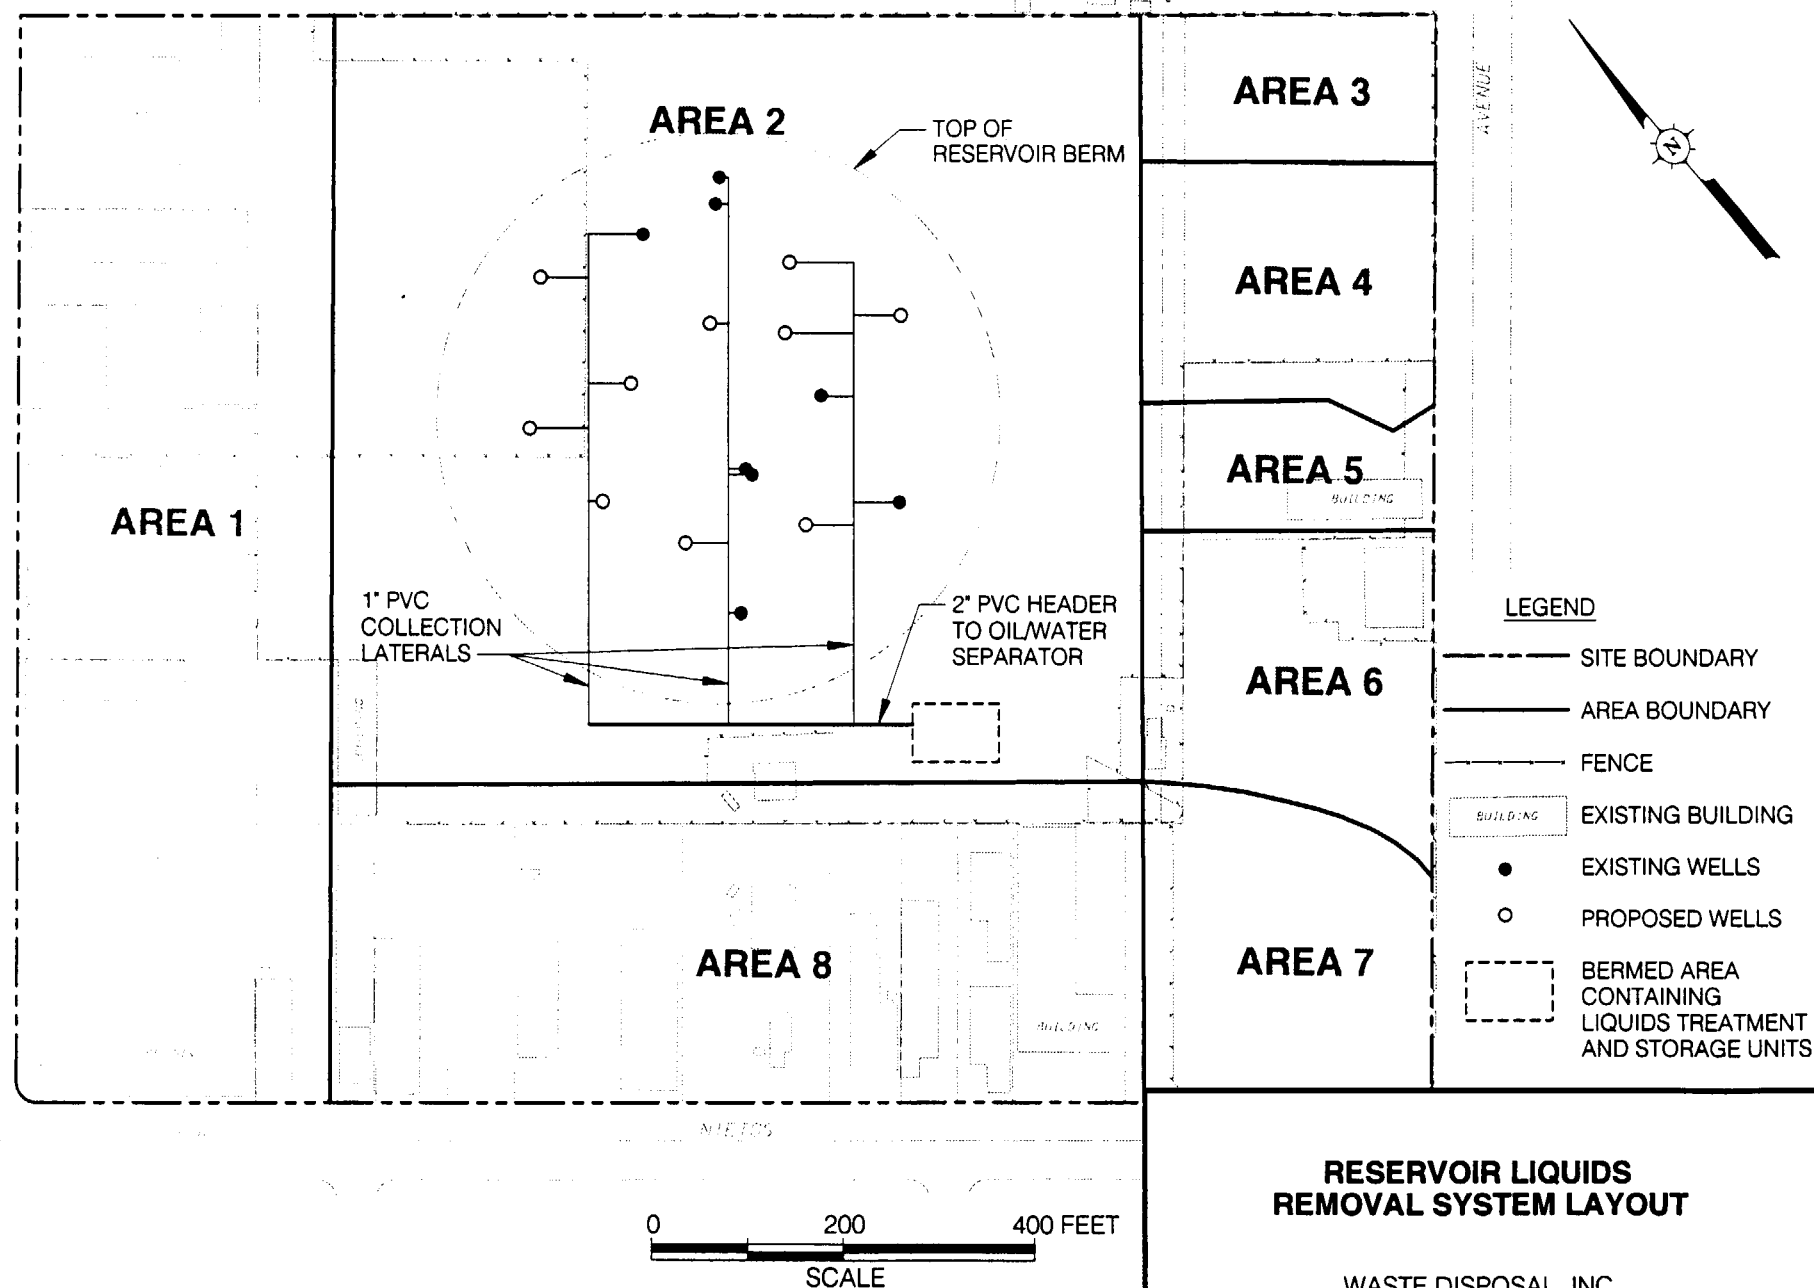 AREA 2
TOP OF
RESERVOIR BERM
AREA 3
AVENUE
N
AREA 4
AREA 5
BUILDING
AREA 1
1" PVC
COLLECTION
LATERALS
2" PVC HEADER
TO OIL/WATER
SEPARATOR
AREA 6
LEGEND
SITE BOUNDARY
AREA BOUNDARY
FENCE
BUILDING
EXISTING BUILDING
EXISTING WELLS
PROPOSED WELLS
BERMED AREA
CONTAINING
LIQUIDS TREATMENT
AND STORAGE UNITS
AREA 8
AREA 7
BUILDING
NIETOS
0 200 400 FEET
SCALE
RESERVOIR LIQUIDS
REMOVAL SYSTEM LAYOUT
WASTE DISPOSAL, INC.